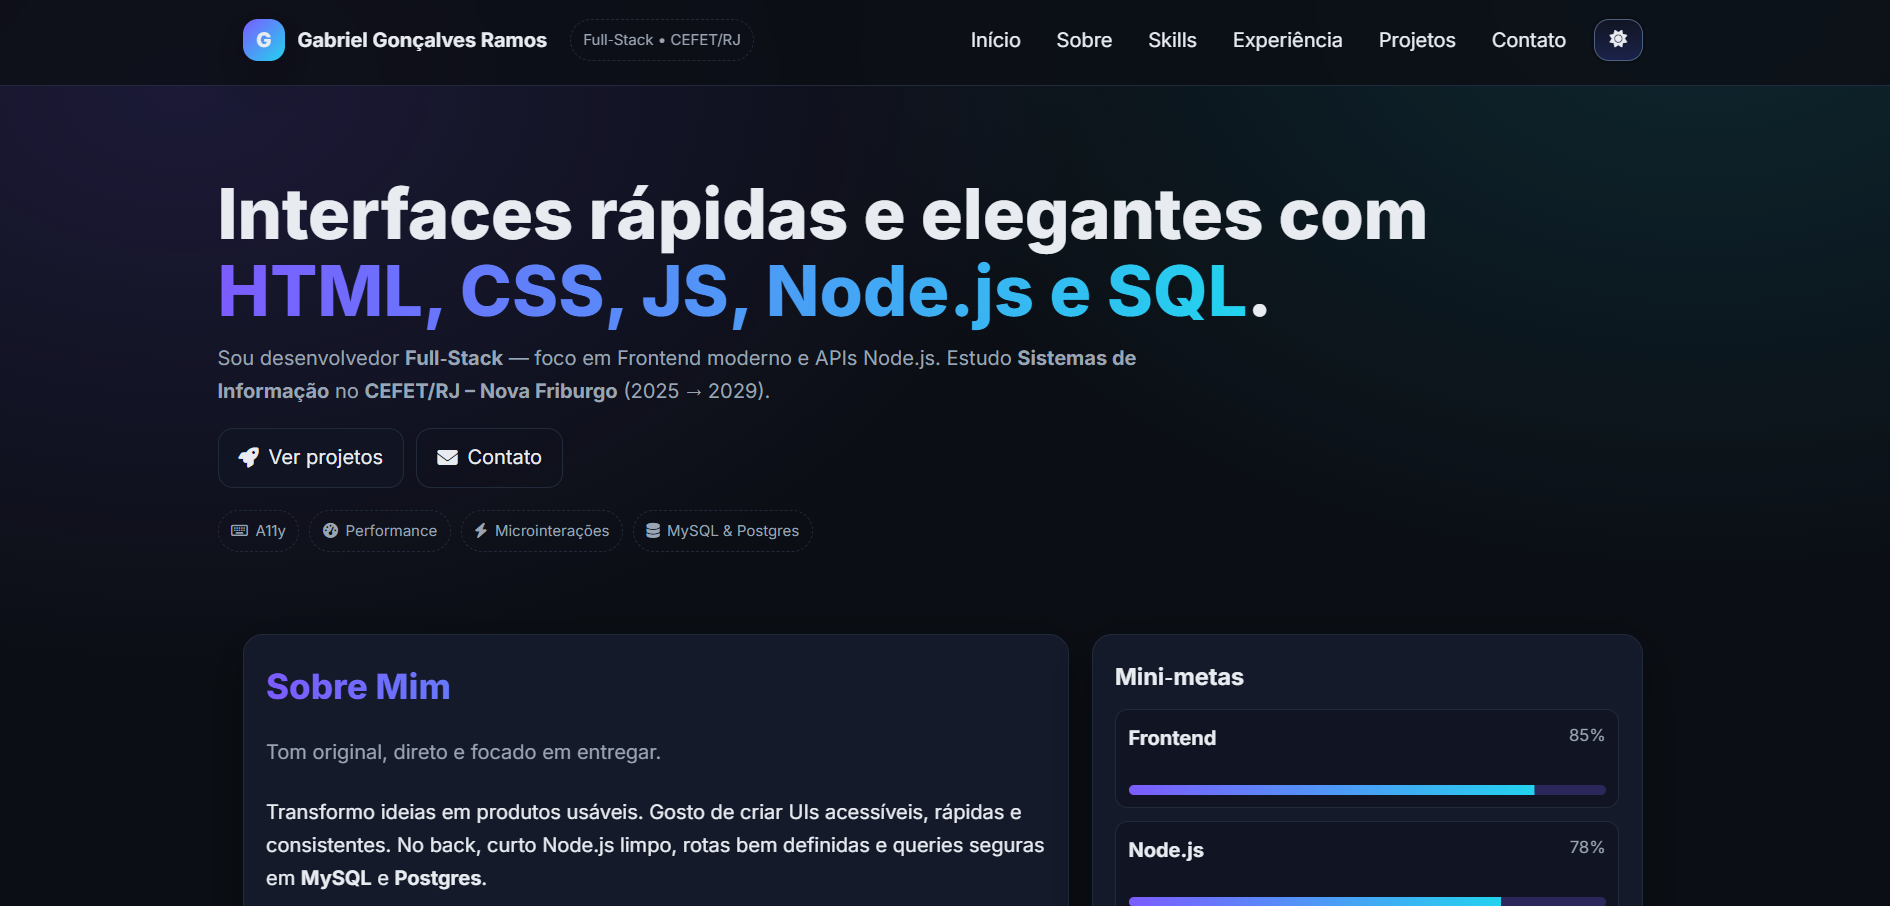 G Gabriel Gonçalves Ramos Full-Stack • CEFET/RJ Início Sobre Skills Experiência Projetos Contato
Interfaces rápidas e elegantes com
HTML, CSS, JS, Node.js e SQL.
Sou desenvolvedor Full-Stack — foco em Frontend moderno e APIs Node.js. Estudo Sistemas de
Informação no CEFET/RJ – Nova Friburgo (2025 → 2029).
Ver projetos Contato
A11y Performance Microinterações MySQL & Postgres
Sobre Mim
Tom original, direto e focado em entregar.
Transformo ideias em produtos usáveis. Gosto de criar UIs acessíveis, rápidas e
consistentes. No back, curto Node.js limpo, rotas bem definidas e queries seguras
em MySQL e Postgres.
Mini-metas
Frontend 85%
Node.js 78%